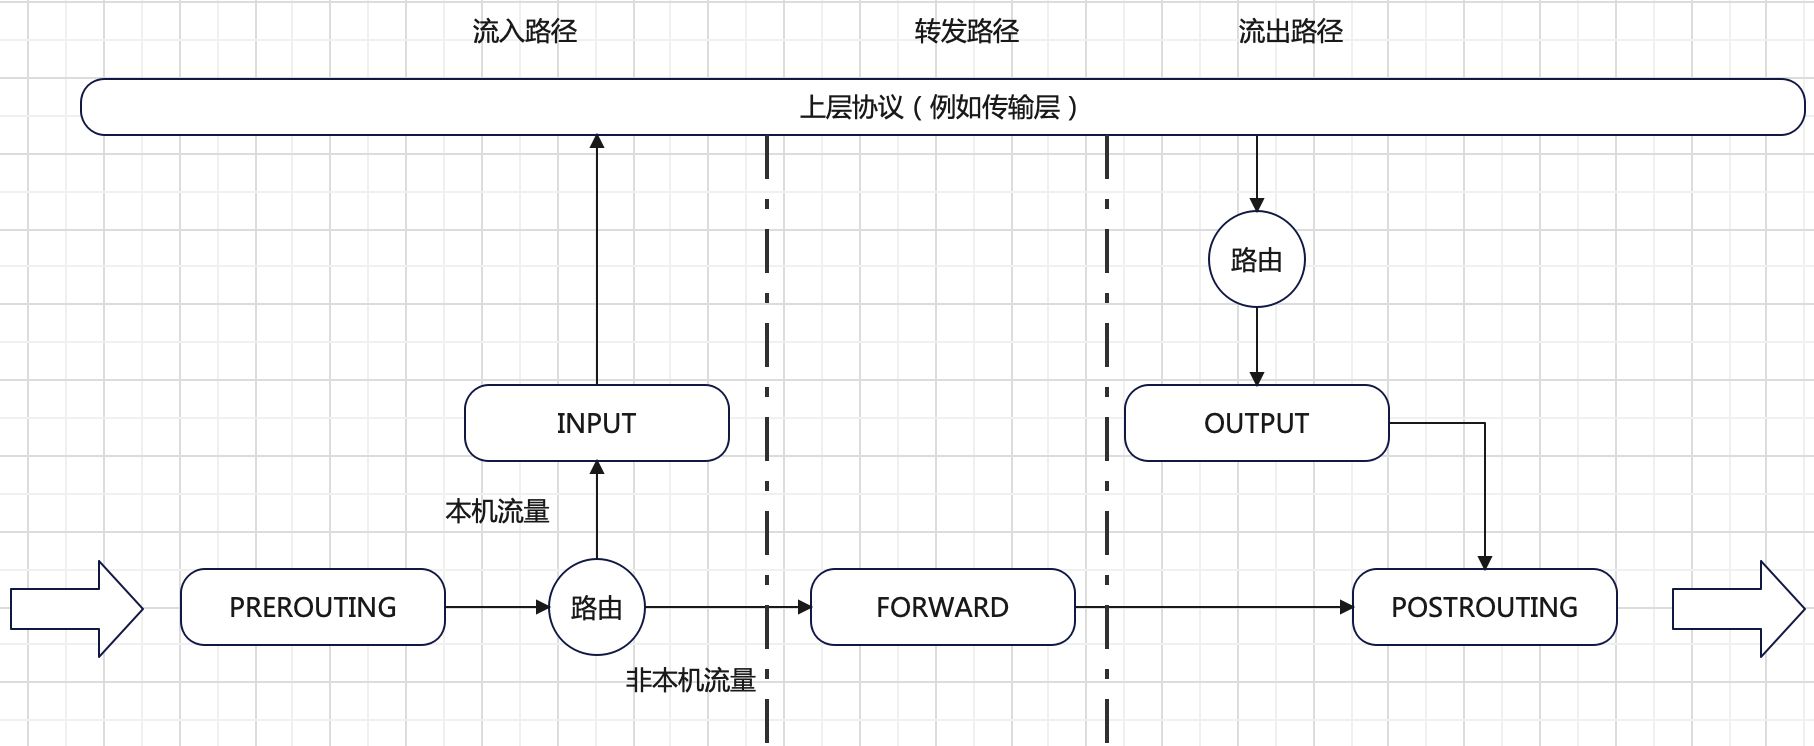 流入路径
转发路径
流出路径
上层协议（例如传输层）
路由
INPUT
OUTPUT
本机流量
PREROUTING
路由
FORWARD
POSTROUTING
非本机流量